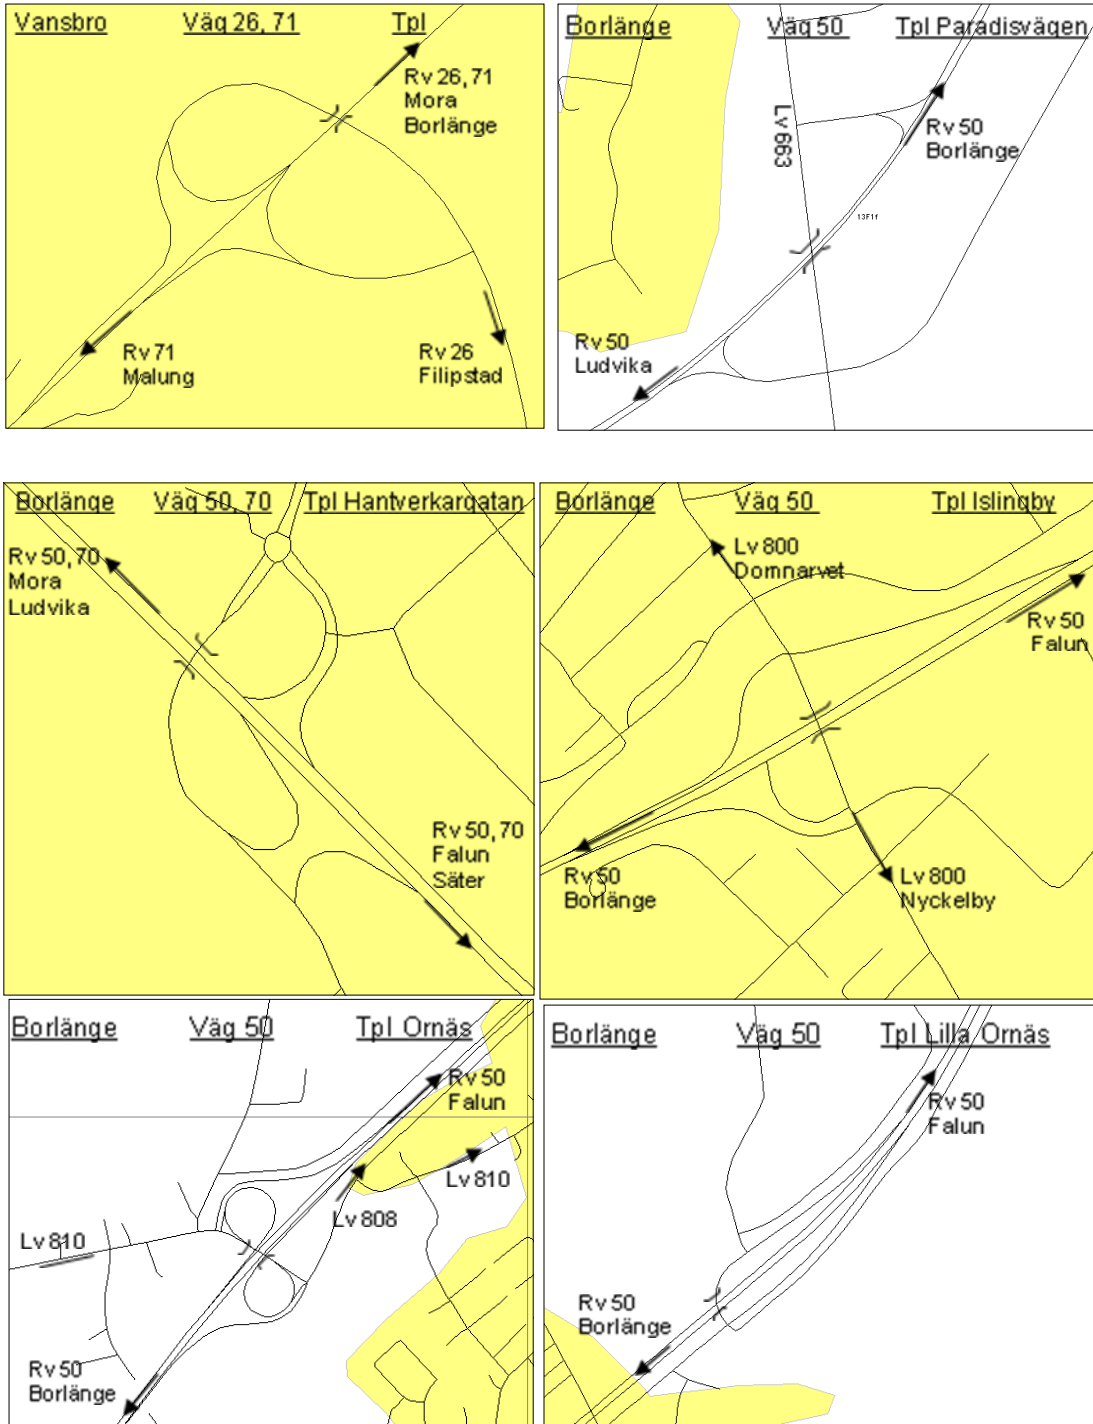 Vansbro Väg 26, 71 Tpl
Rv 26, 71
Mora
Borlänge
Rv 71
Malung
Rv 26
Filipstad
Borlänge Väg 50 Tpl Paradisvägen
Lv 663
Rv 50
Borlänge
13F1f
Rv 50
Ludvika
Borlänge Väg 50, 70 Tpl Hantverkargatan
Rv 50, 70
Mora
Ludvika
Rv 50, 70
Falun
Säter
Borlänge Väg 50 Tpl Islingby
Lv 800
Domnarvet
Rv 50
Falun
Rv 50
Borlänge
Lv 800
Nyckelby
Borlänge Väg 50 Tpl Ornäs
Rv 50
Falun
Lv 810
Lv 808
Lv 810
Rv 50
Borlänge
Borlänge Väg 50 Tpl Lilla Ornäs
Rv 50
Falun
Rv 50
Borlänge